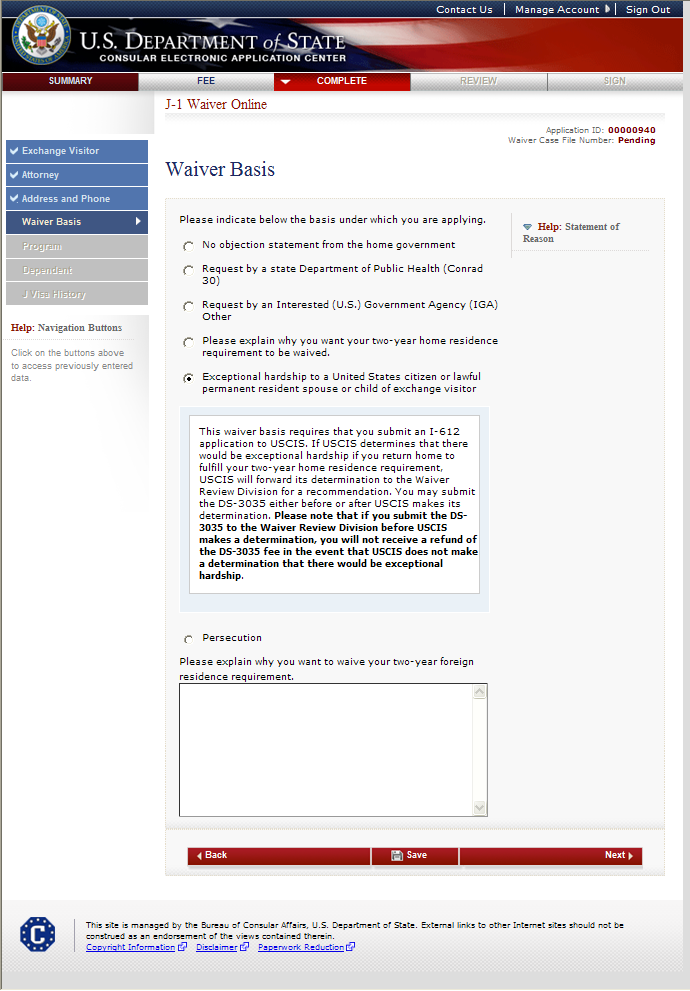 Contact Us | Manage Account | Sign Out
U.S. DEPARTMENT of STATE
CONSULAR ELECTRONIC APPLICATION CENTER
SUMMARY FEE COMPLETE REVIEW SIGN
J-1 Waiver Online
Application ID: 00000940
Waiver Case File Number: Pending
Exchange Visitor
Attorney
Address and Phone
Waiver Basis
Program
Dependent
J Visa History
Help: Navigation Buttons
Click on the buttons above
to access previously entered
data.
Waiver Basis
Please indicate below the basis under which you are applying.
No objection statement from the home government
Request by a state Department of Public Health (Conrad
30)
Request by an Interested (U.S.) Government Agency (IGA)
Other
Please explain why you want your two-year home residence
requirement to be waived.
Exceptional hardship to a United States citizen or lawful
permanent resident spouse or child of exchange visitor
This waiver basis requires that you submit an I-612
application to USCIS. If USCIS determines that there
would be exceptional hardship if you return home to
fulfill your two-year home residence requirement,
USCIS will forward its determination to the Waiver
Review Division for a recommendation. You may submit
the DS-3035 either before or after USCIS makes its
determination. Please note that if you submit the DS-
3035 to the Waiver Review Division before USCIS
makes a determination, you will not receive a refund of
the DS-3035 fee in the event that USCIS does not make
a determination that there would be exceptional
hardship.
Persecution
Please explain why you want to waive your two-year foreign
residence requirement.
Help: Statement of
Reason
Back Save Next
This site is managed by the Bureau of Consular Affairs, U.S. Department of State. External links to other Internet sites should not be
construed as an endorsement of the views contained therein.
Copyright Information Disclaimer Paperwork Reduction